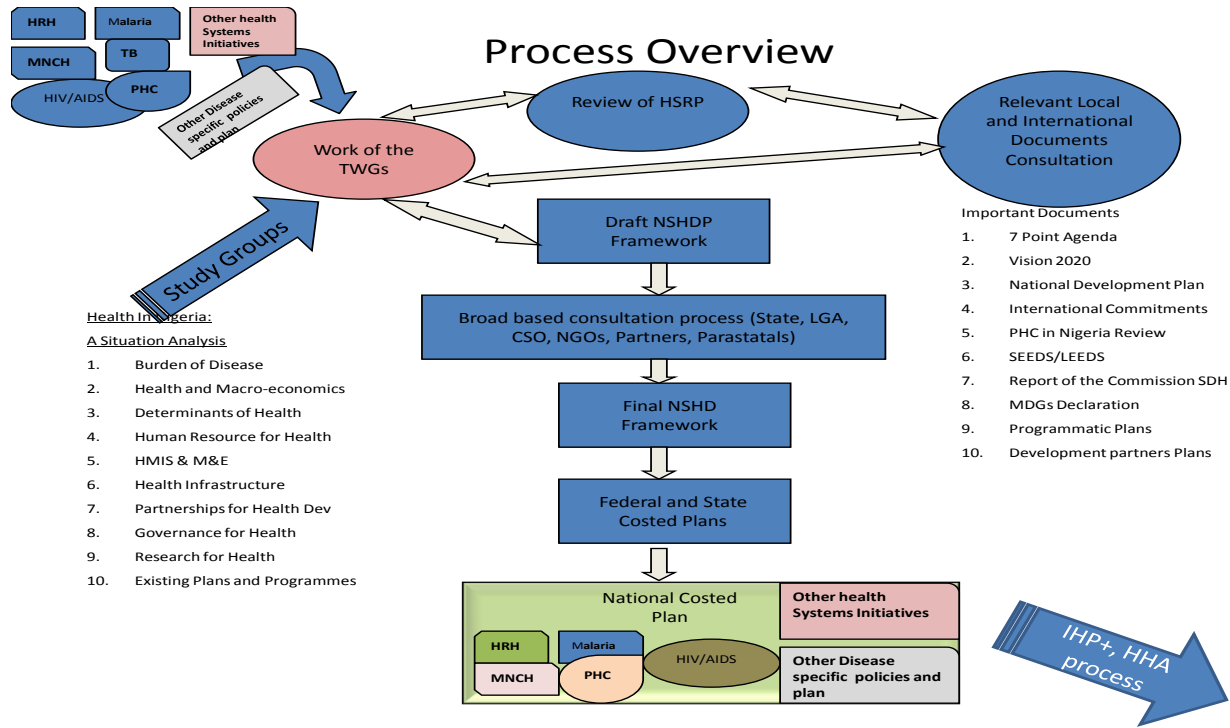 Process Overview
HRH
Malaria
Other health
Systems
Initiatives
MNCH
TB
HIV/AIDS
PHC
Other Disease
specific policies
and plan
Review of HSRP
Relevant Local
and International
Documents
Consultation
Work of the
TWGs
Study Groups
Draft NSHDP
Framework
Broad based consultation process (State, LGA,
CSO, NGOs, Partners, Parastatals)
Final NSHD
Framework
Federal and State
Costed Plans
Health In Nigeria:
A Situation Analysis
1. Burden of Disease
2. Health and Macro-economics
3. Determinants of Health
4. Human Resource for Health
5. HMIS & M&E
6. Health Infrastructure
7. Partnerships for Health Dev
8. Governance for Health
9. Research for Health
10. Existing Plans and Programmes
Important Documents
1. 7 Point Agenda
2. Vision 2020
3. National Development Plan
4. International Commitments
5. PHC in Nigeria Review
6. SEEDS/LEEDS
7. Report of the Commission SDH
8. MDGs Declaration
9. Programmatic Plans
10. Development partners Plans
National Costed
Plan
HRH
Malaria
MNCH
PHC
HIV/AIDS
Other health
Systems Initiatives
Other Disease
specific policies and
plan
IHP+, HHA
process